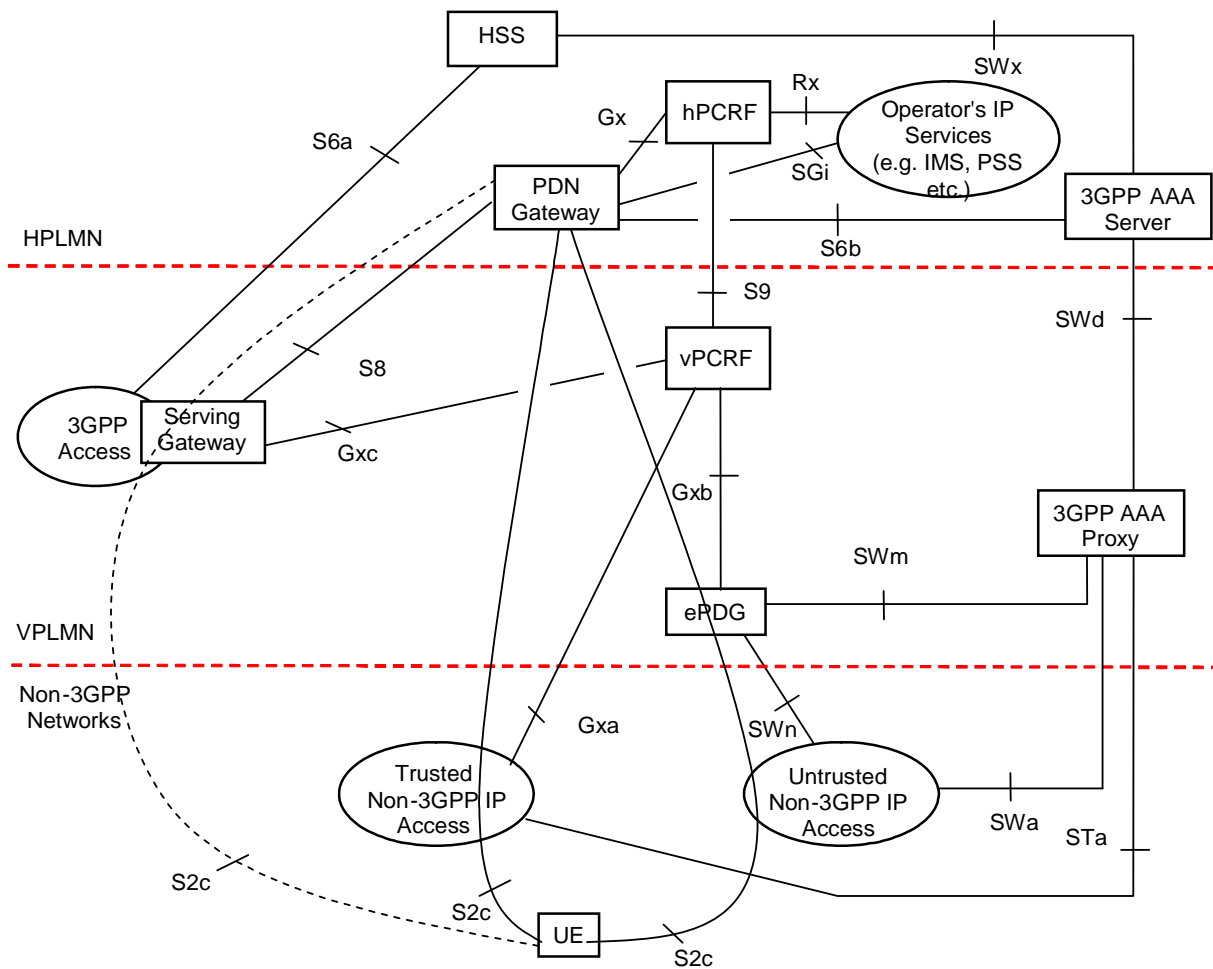 HSS
SWx
Rx
hPCRF
Operator's IP
Services
(e.g. IMS, PSS
etc.)
Gx
S6a
SGi
PDN
Gateway
3GPP AAA
Server
HPLMN
S6b
S9
SWd
vPCRF
S8
3GPP
Access
Serving
Gateway
Gxc
Gxb
3GPP AAA
Proxy
SWm
ePDG
VPLMN
Non-3GPP
Networks
Gxa
SWn
Trusted
Non-3GPP IP
Access
Untrusted
Non-3GPP IP
Access
SWa
STa
S2c
S2c
UE
S2c